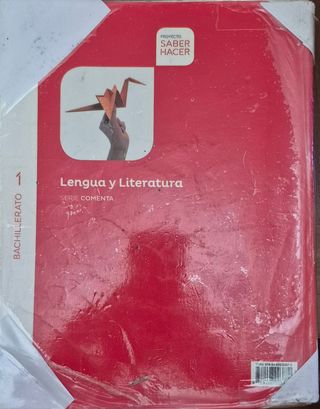 PROYECTO
SABER
HACER
Lengua y Literatura
SERIE COMENTA
BACHILLERATO 1